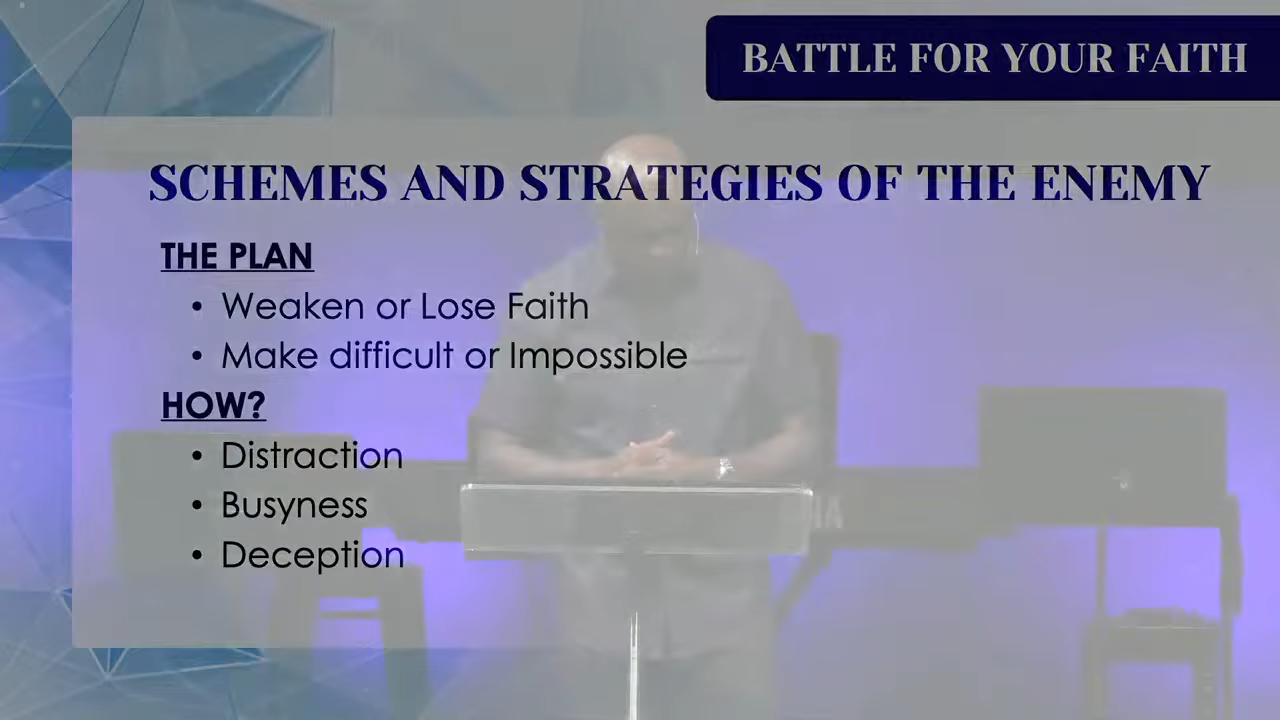 BATTLE FOR YOUR FAITH
SCHEMES AND STRATEGIES OF THE ENEMY
THE PLAN
• Weaken or Lose Faith
• Make difficult or Impossible
HOW?
• Distraction
• Busyness
• Deception